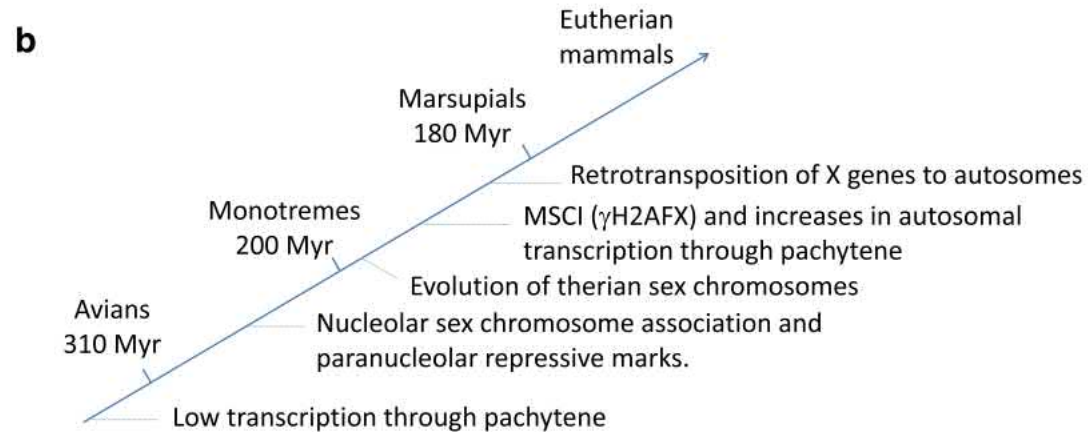 b
Eutherian
mammals
Marsupials
180 Myr
Retrotransposition of X genes to autosomes
Monotremes
200 Myr
MSCI (γH2AFX) and increases in autosomal
transcription through pachytene
Evolution of therian sex chromosomes
Avians
310 Myr
Nucleolar sex chromosome association and
paranucleolar repressive marks.
Low transcription through pachytene